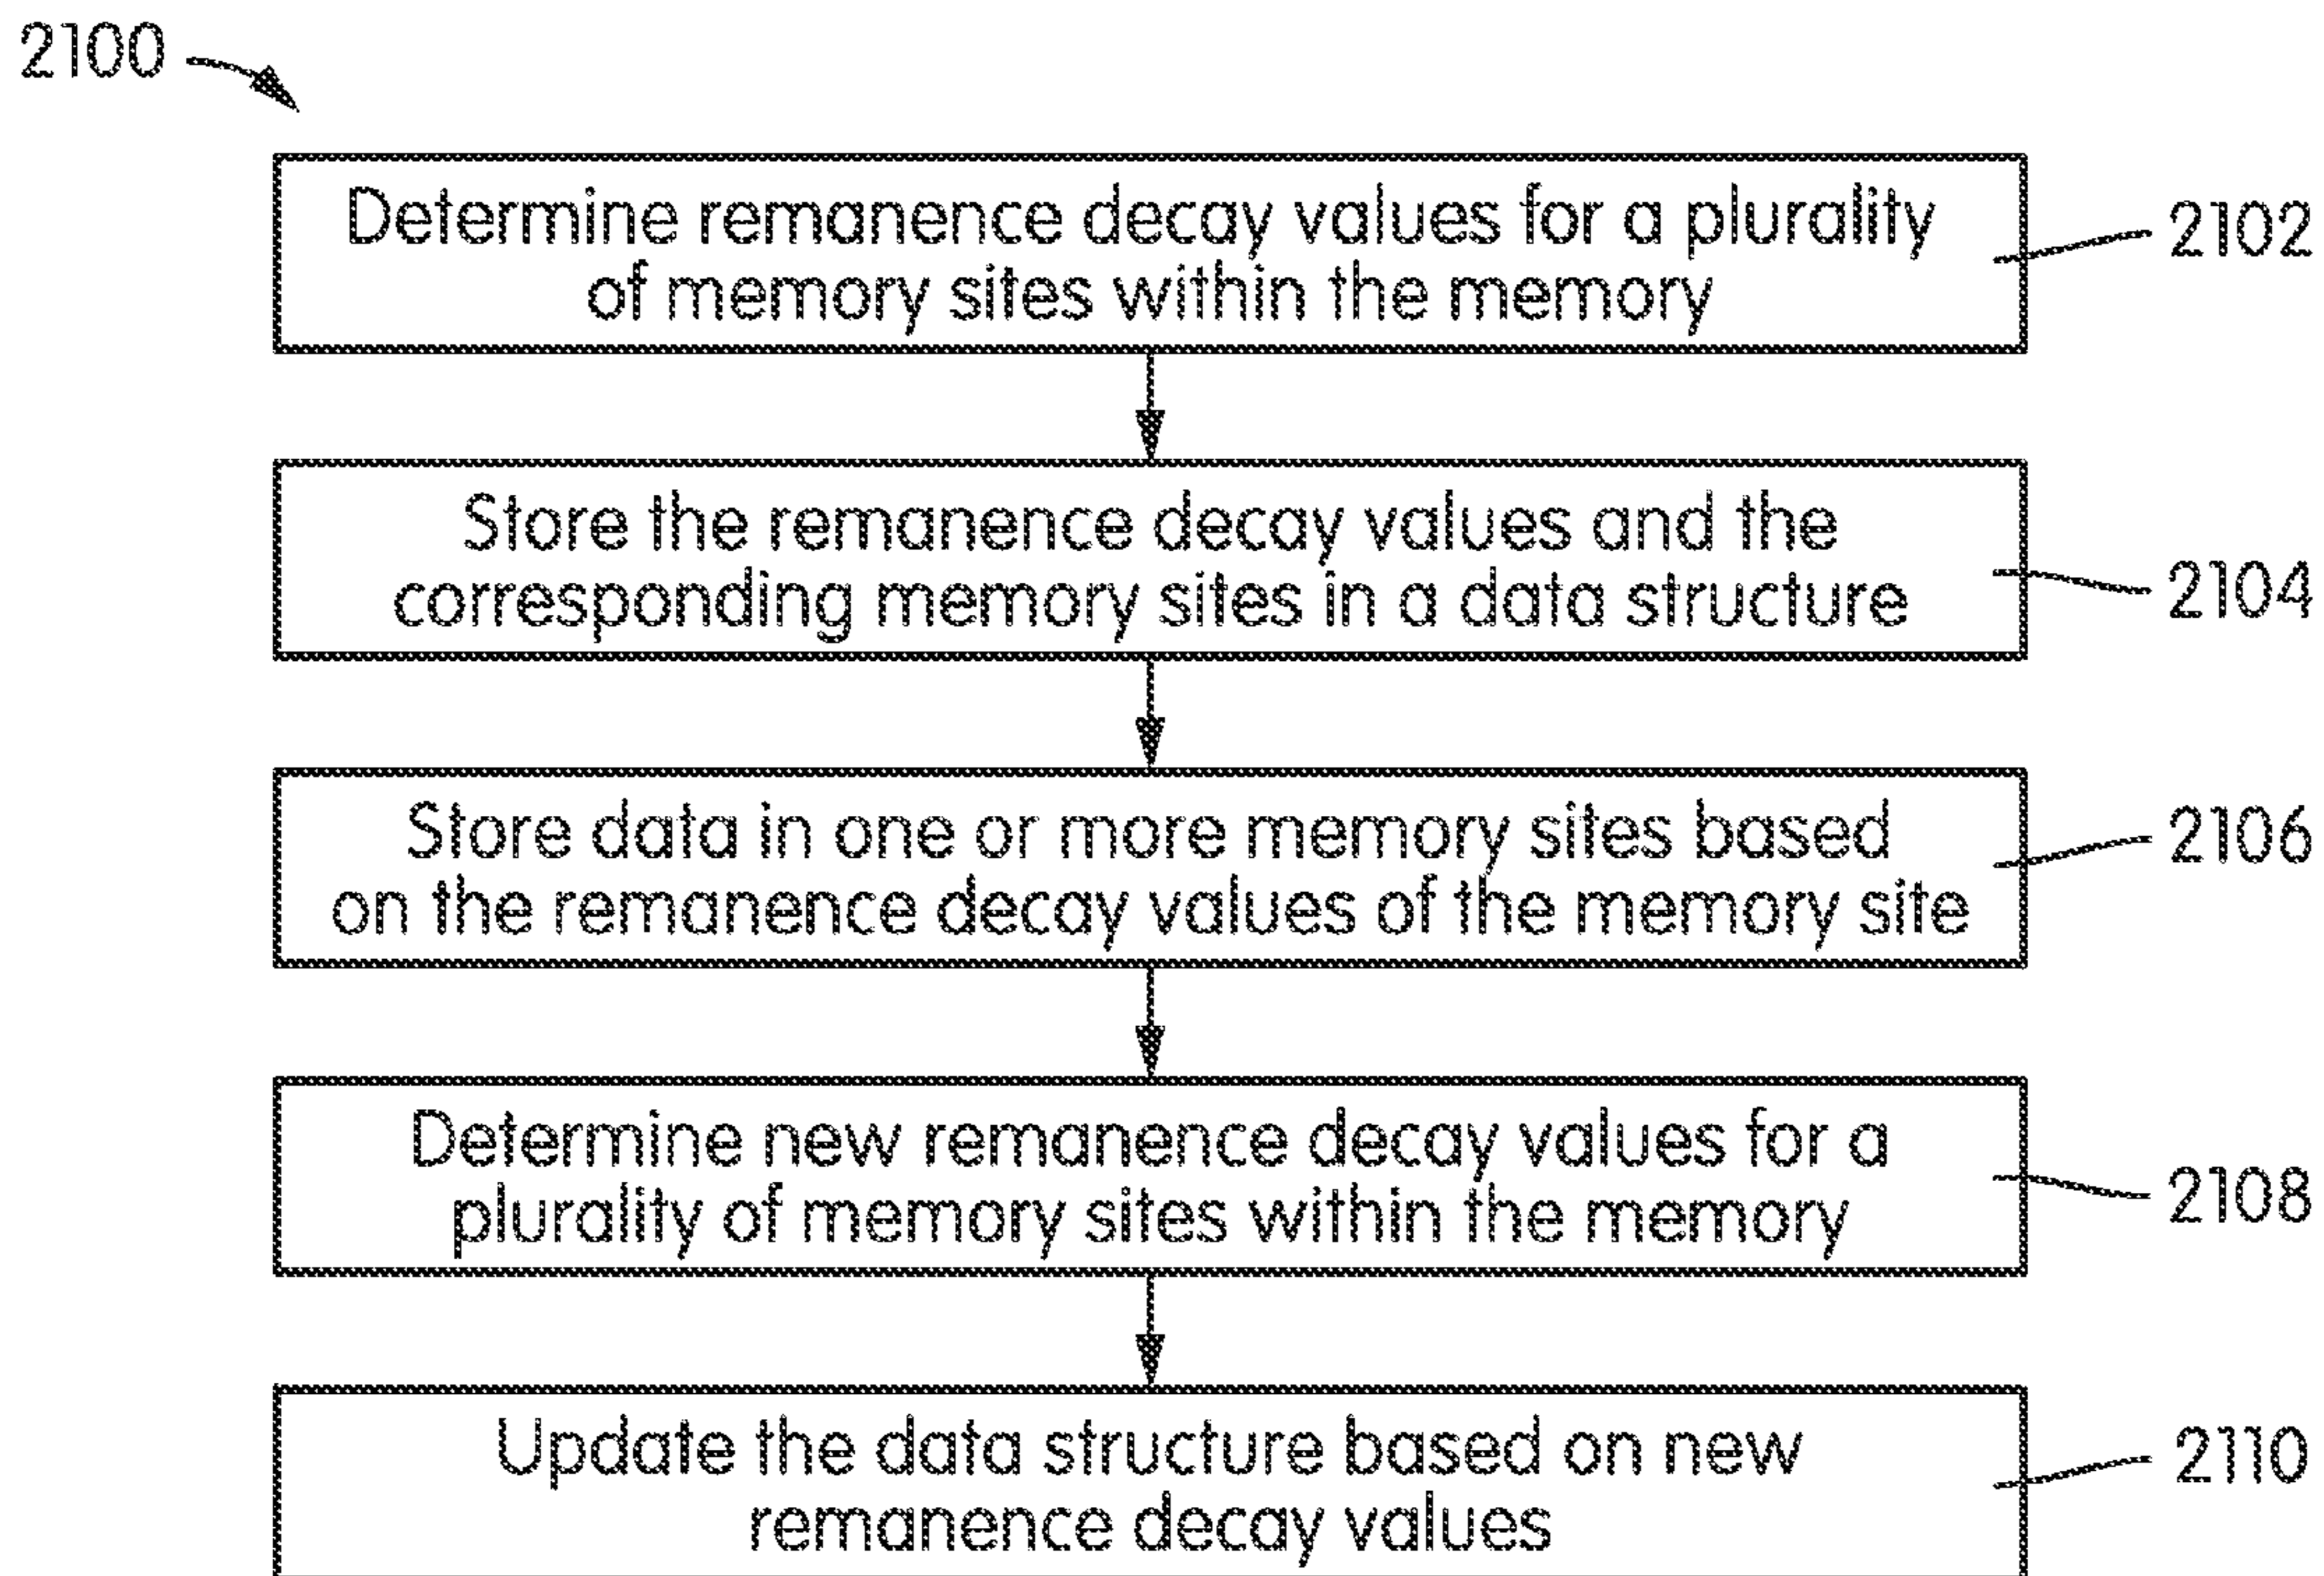 2100
Determine remanence decay values for a plurality
of memory sites within the memory
2102
Store the remanence decay values and the
corresponding memory sites in a data structure
2104
Store data in one or more memory sites based
on the remanence decay values of the memory site
2106
Determine new remanence decay values for a
plurality of memory sites within the memory
2108
Update the data structure based on new
remanence decay values
2110